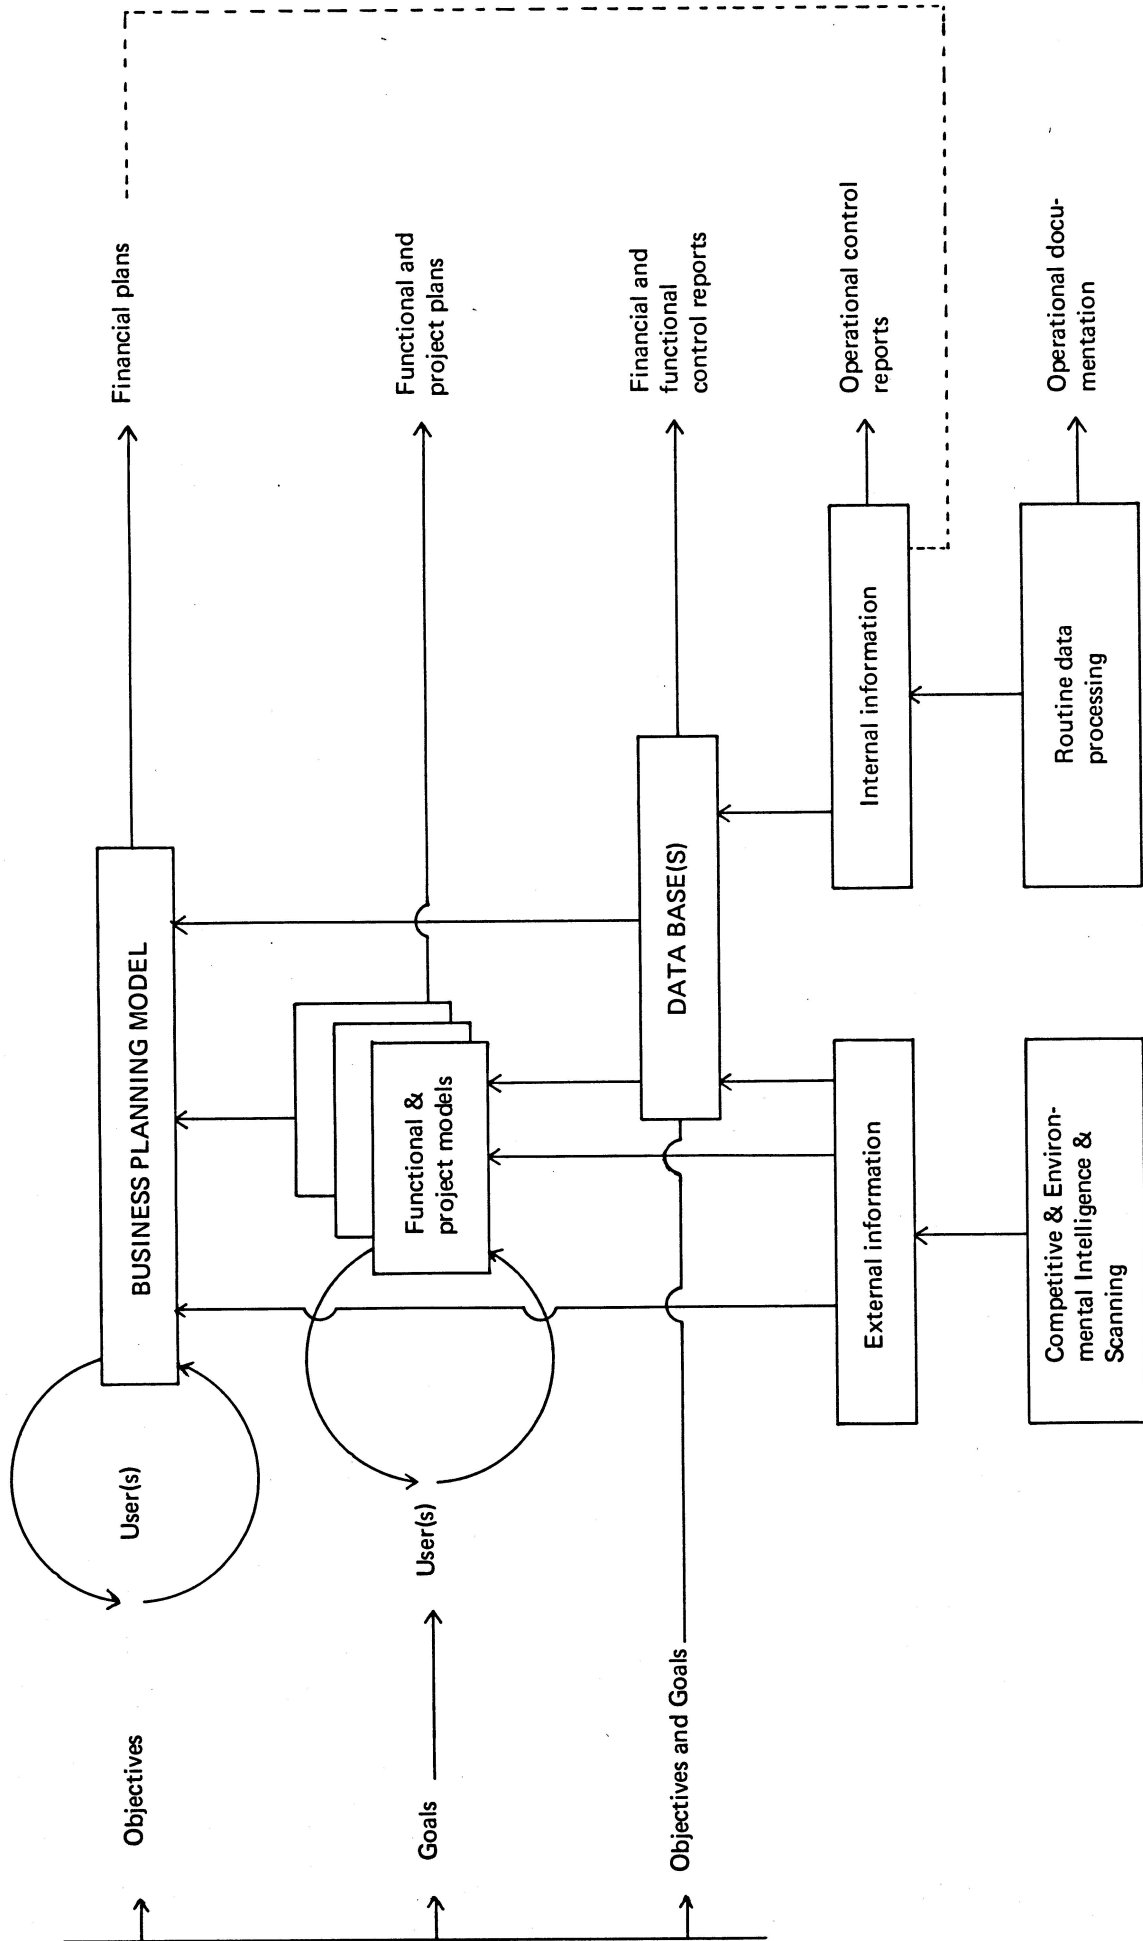 Objectives
User(s)
BUSINESS PLANNING MODEL
Financial plans
Goals
User(s)
Functional &
project models
Functional and
project plans
Objectives and Goals
DATA BASE(S)
Financial and
functional
control reports
External information
Internal information
Operational control
reports
Competitive & Environ-
mental Intelligence &
Scanning
Routine data
processing
Operational docu-
mentation